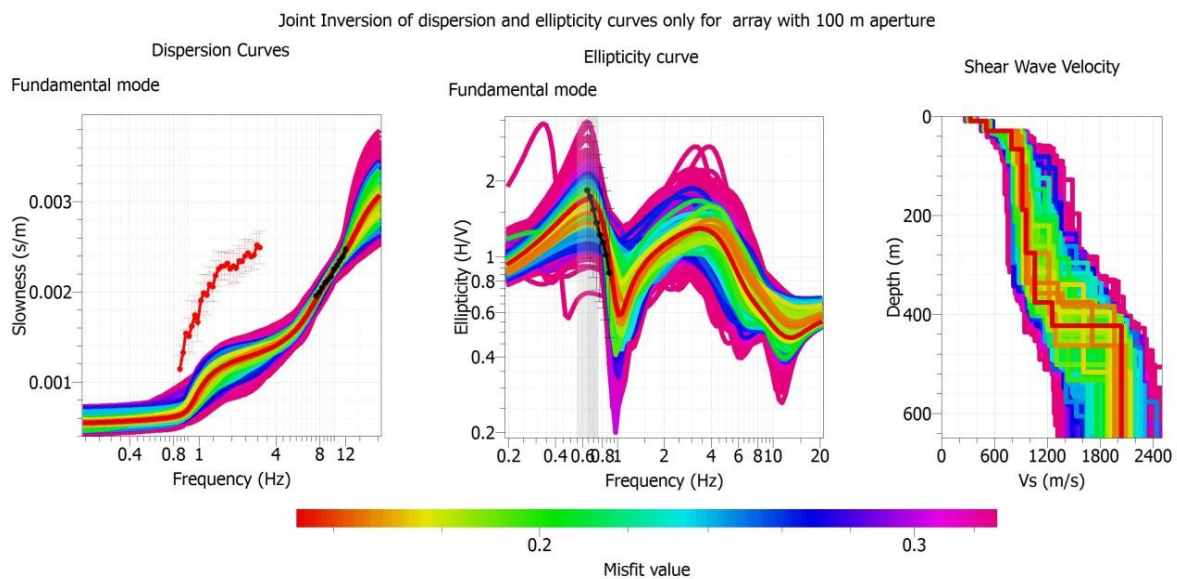 Joint Inversion of dispersion and ellipticity curves only for array with 100 m aperture
Dispersion Curves
Fundamental mode
Slowness (s/m)
0.003
0.002
0.001
0.4 1 4 8 12
Frequency (Hz)
Ellipticity curve
Fundamental mode
Ellipticity (H/V)
2
1
0.8
0.6
0.4
0.2
0.2 0.4 0.6 0.8 1 2 4 6 8 10 20
Frequency (Hz)
Shear Wave Velocity
Depth (m)
0
200
400
600
0 600 1200 1800 2400
Vs (m/s)
0.2 0.3
Misfit value